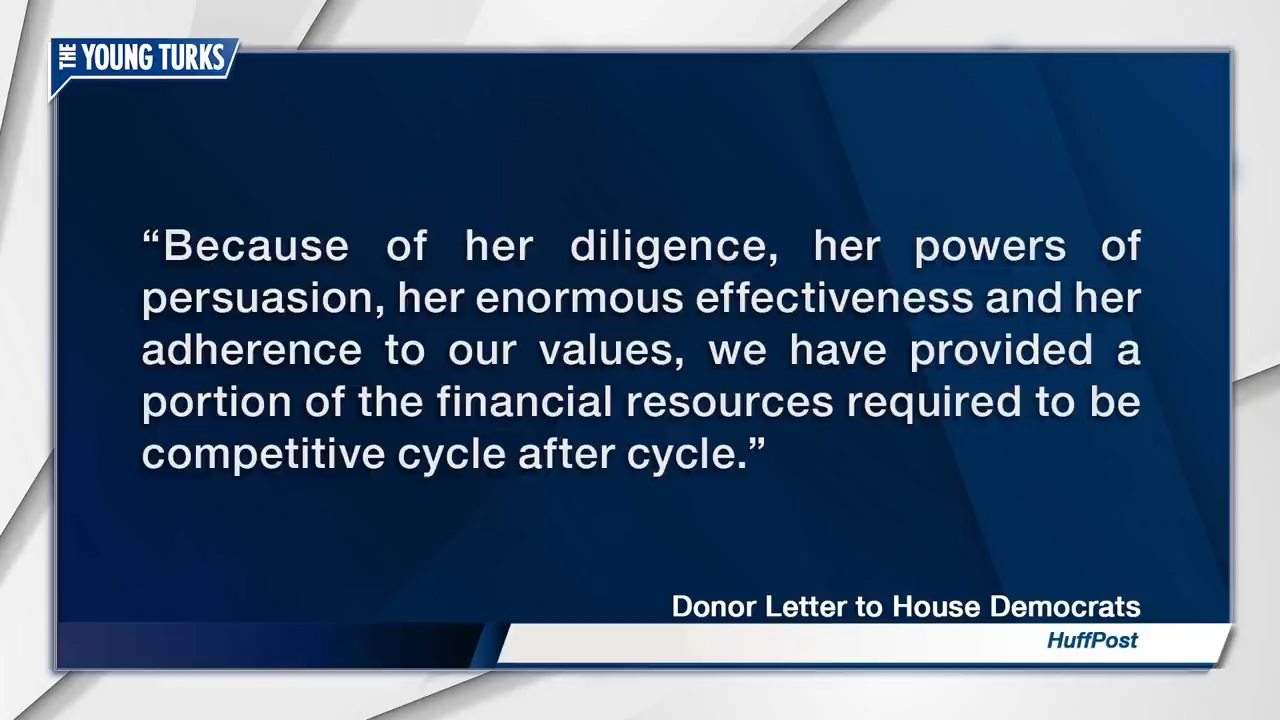 THE YOUNG TURKS
“Because of her diligence, her powers of
persuasion, her enormous effectiveness and her
adherence to our values, we have provided a
portion of the financial resources required to be
competitive cycle after cycle.”
Donor Letter to House Democrats
HuffPost